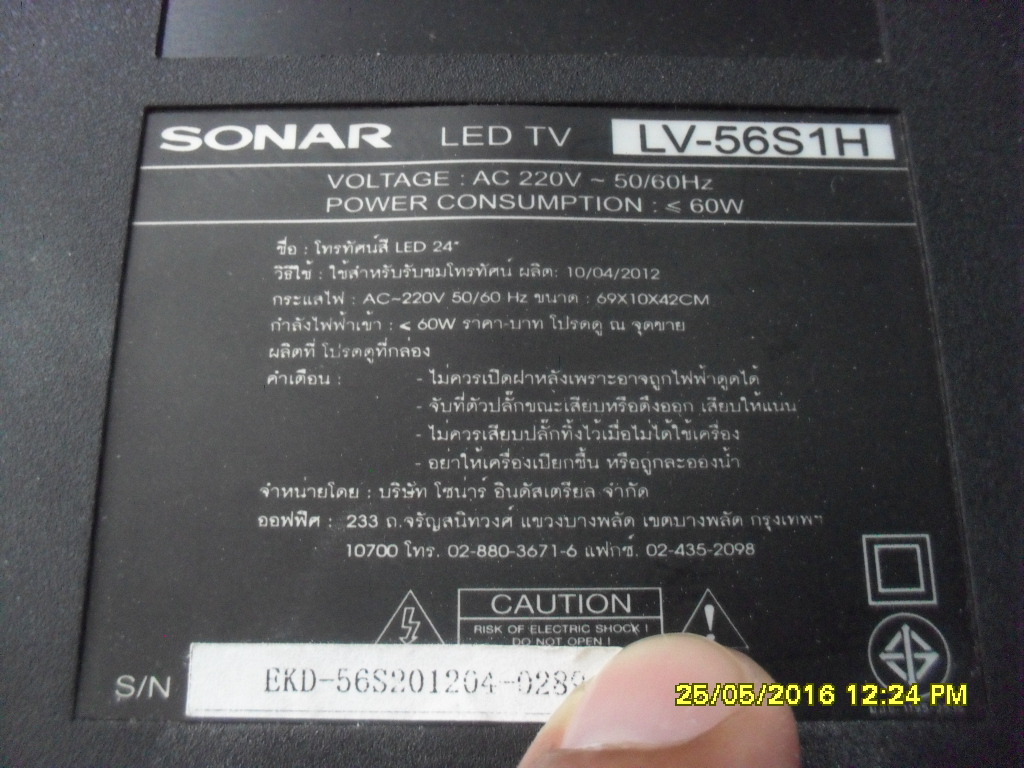 SONAR LED TV LV-56S1H
VOLTAGE : AC 220V ~ 50/60Hz
POWER CONSUMPTION : ≤ 60W
ชื่อ : โทรทัศน์สี LED 24"
วิธีใช้ : ใช้สำหรับรับชมโทรทัศน์ ผลิต: 10/04/2012
กระแสไฟ : AC~220V 50/60 Hz ขนาด : 69X10X42CM
กำลังไฟฟ้าเข้า : ≤ 60W ราคา-บาท โปรดดู ณ จุดขาย
ผลิตที่ โปรดดูที่กล่อง
คำเตือน : - ไม่ควรเปิดฝาหลังเพราะอาจถูกไฟฟ้าดูดได้
- จับที่ตัวปลั๊กขณะเสียบหรือดึงออก เสียบให้แน่น
- ไม่ควรเสียบปลั๊กทิ้งไว้เมื่อไม่ได้ใช้เครื่อง
- อย่าให้เครื่องเปียกชื้น หรือถูกละอองน้ำ
จำหน่ายโดย : บริษัท โซน่าร์ อินดัสเตรียล จำกัด
ออฟฟิศ : 233 ถ.จรัญสนิทวงศ์ แขวงบางพลัด เขตบางพลัด กรุงเทพฯ
10700 โทร. 02-880-3671-6 แฟกซ์. 02-435-2098
CAUTION
RISK OF ELECTRIC SHOCK !
DO NOT OPEN !
S/N EKD-56S201204-028
25/05/2016 12:24 PM